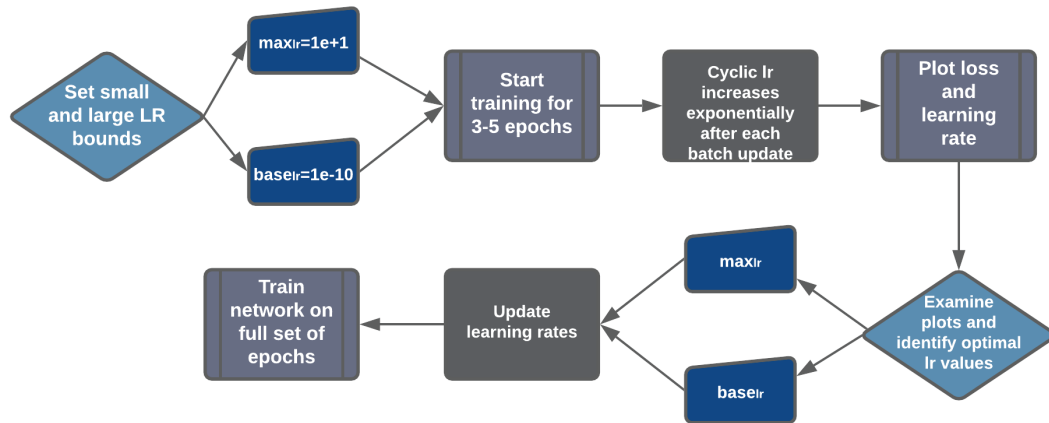 Set small
and large LR
bounds
maxlr=1e+1
baselr=1e-10
Start
training for
3-5 epochs
Cyclic lr
increases
exponentially
after each
batch update
Plot loss
and
learning
rate
Examine
plots and
identify optimal
lr values
maxlr
baselr
Update
learning rates
Train
network on
full set of
epochs